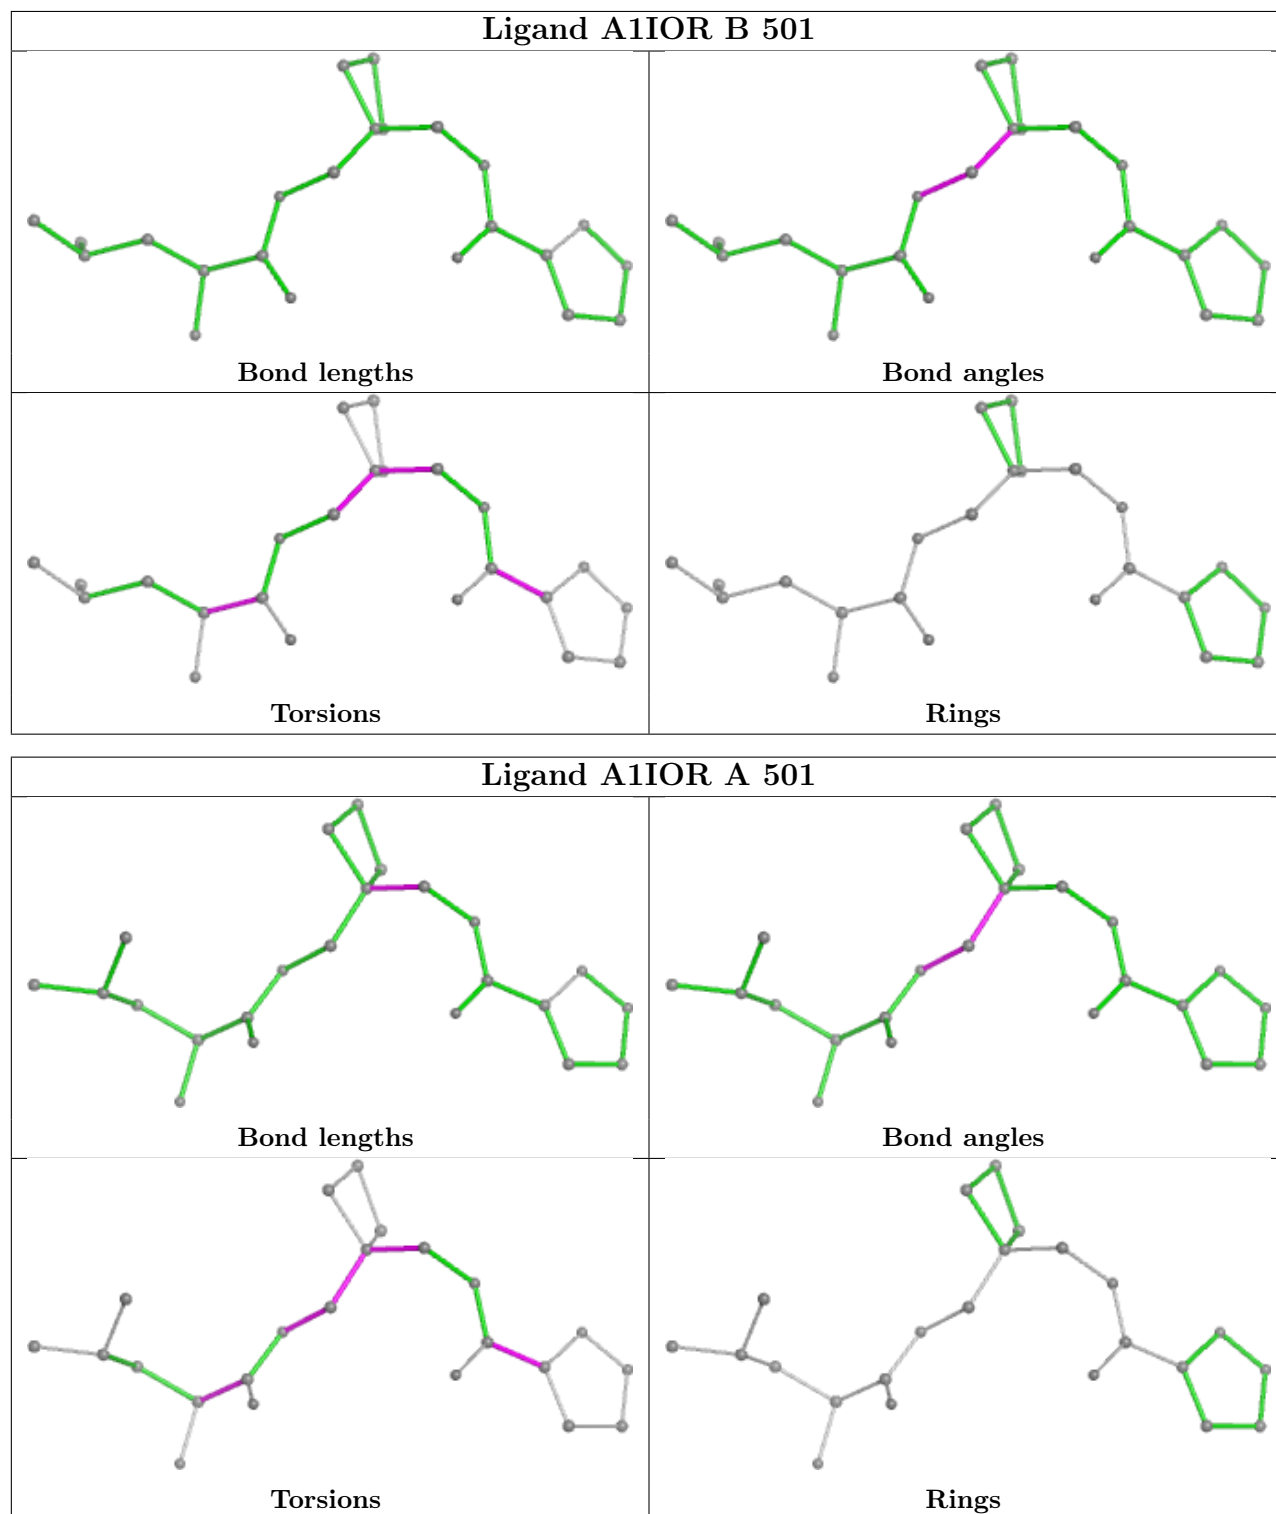 Ligand A1IOR B 501
Bond lengths
Bond angles
Torsions
Rings
Ligand A1IOR A 501
Bond lengths
Bond angles
Torsions
Rings